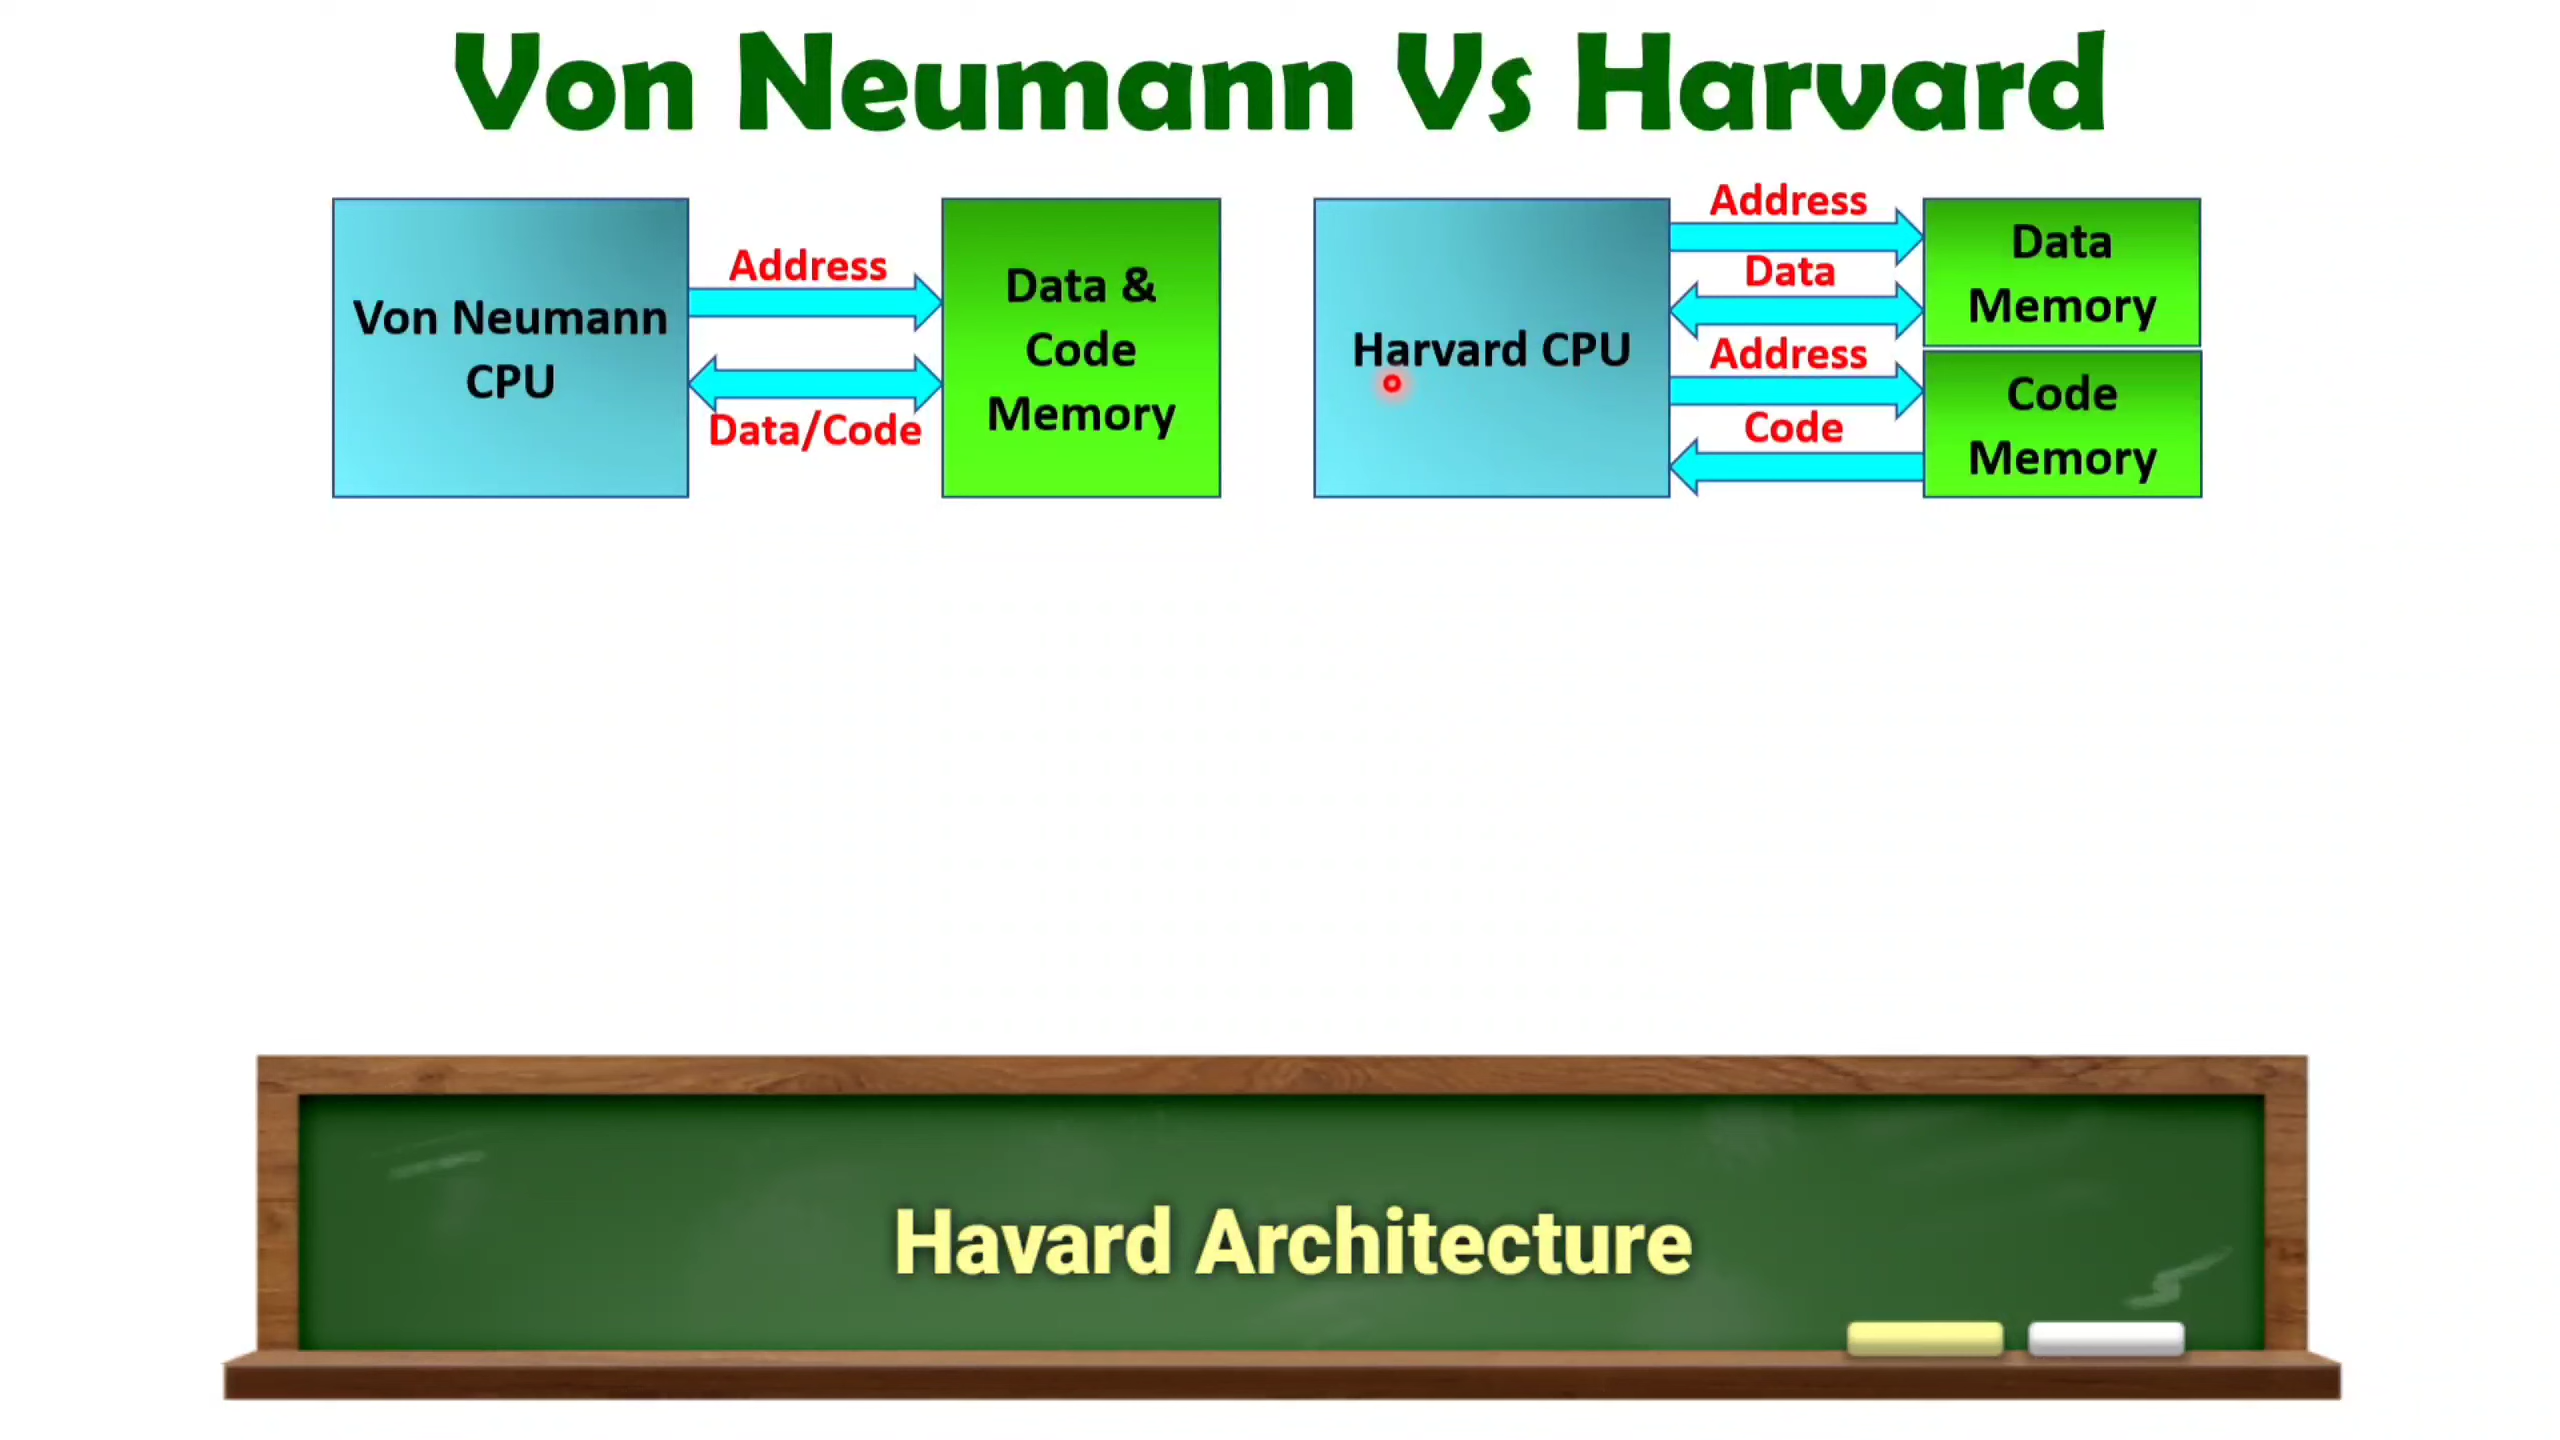 Von Neumann Vs Harvard
Von Neumann
CPU
Address
Data/Code
Data &
Code
Memory
Harvard CPU
Address
Data
Address
Code
Data
Memory
Code
Memory
Havard Architecture